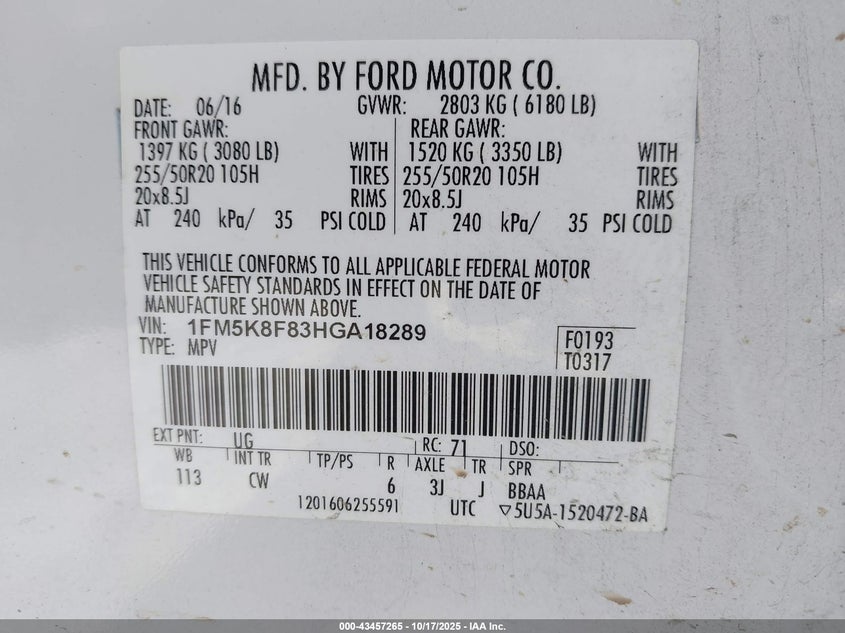 MFD. BY FORD MOTOR CO.
DATE: 06/16 GVWR: 2803 KG ( 6180 LB)
FRONT GAWR: REAR GAWR:
1397 KG ( 3080 LB) WITH 1520 KG ( 3350 LB) WITH
255/50R20 105H TIRES 255/50R20 105H TIRES
20x8.5J RIMS 20x8.5J RIMS
AT 240 kPa/ 35 PSI COLD AT 240 kPa/ 35 PSI COLD
THIS VEHICLE CONFORMS TO ALL APPLICABLE FEDERAL MOTOR
VEHICLE SAFETY STANDARDS IN EFFECT ON THE DATE OF
MANUFACTURE SHOWN ABOVE.
VIN: 1FM5K8F83HGA18289 F0193
TYPE: MPV T0317
EXT PNT: UG RC: 71 DSO:
WB INT TR TP/PS R AXLE TR SPR
113 CW 6 3J J BBAA
1201606255591 UTC ▽5U5A-1520472-BA
000-43457265 - 10/17/2025 - IAA Inc.